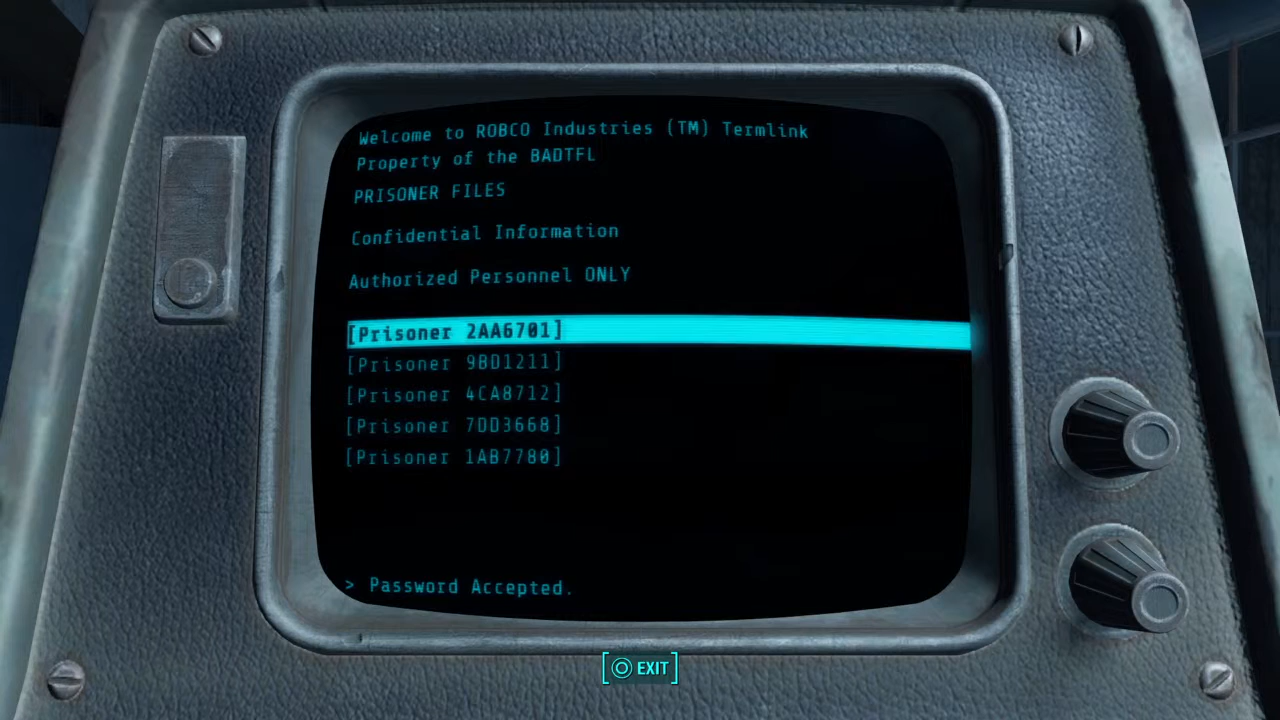 Welcome to ROBCO Industries (TM) Termlink
Property of the BADTFL
PRISONER FILES
Confidential Information
Authorized Personnel ONLY
[Prisoner 2AA6701]
[Prisoner 9BD1211]
[Prisoner 4CA8712]
[Prisoner 7DD3668]
[Prisoner 1AB7780]
> Password Accepted.
[EXIT]